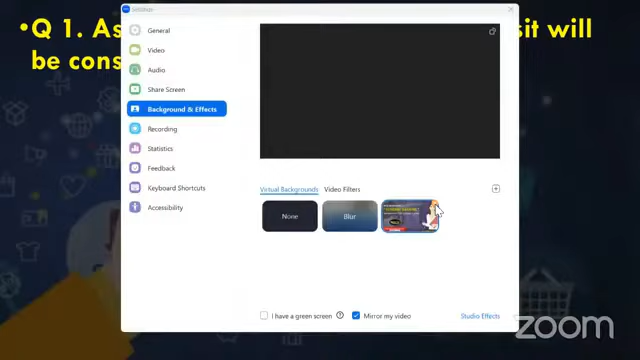 •Q 1. As
sit will
be cons
Settings
General
Video
Audio
Share Screen
Background & Effects
Recording
Statistics
Feedback
Keyboard Shortcuts
Accessibility
Virtual Backgrounds Video Filters
None
Blur
I have a green screen
Mirror my video
Studio Effects
zoom